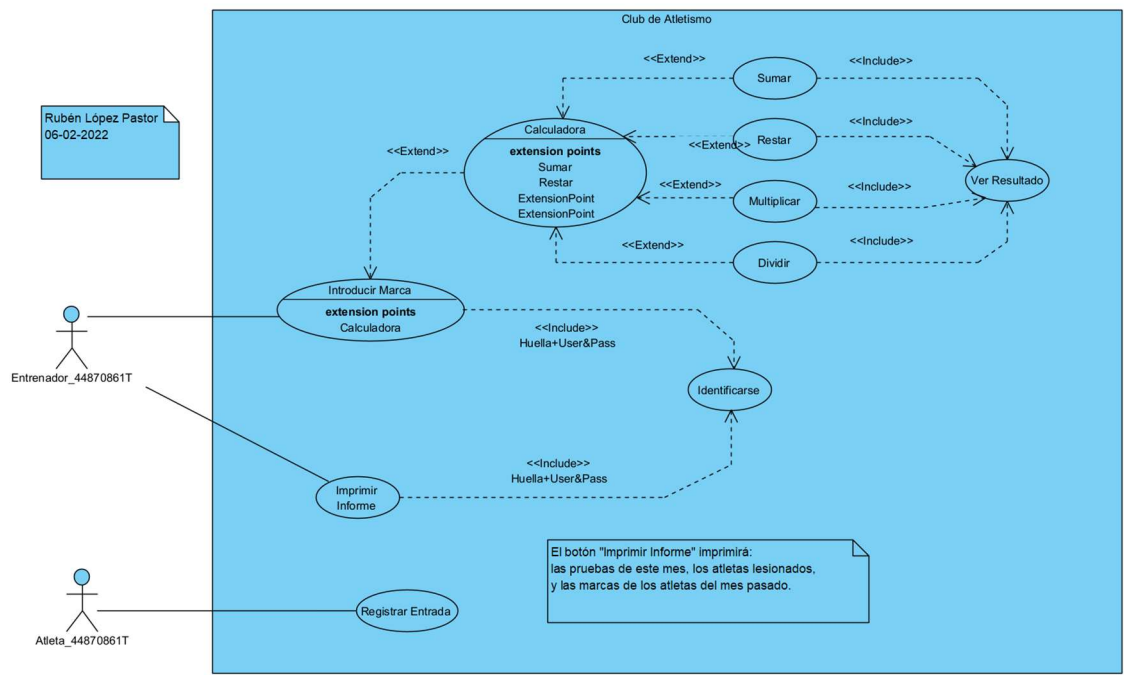 Club de Atletismo
Rubén López Pastor
06-02-2022
<<Extend>>
Sumar
<<Include>>
Calculadora
extension points
Sumar
Restar
ExtensionPoint
ExtensionPoint
<<Extend>>
Restar
<<Include>>
<<Extend>>
<<Extend>>
Multiplicar
<<Include>>
Ver Resultado
<<Extend>>
Dividir
<<Include>>
Introducir Marca
extension points
Calculadora
<<Include>>
Huella+User&Pass
Entrenador_44870861T
Identificarse
<<Include>>
Huella+User&Pass
Imprimir
Informe
El botón "Imprimir Informe" imprimirá:
las pruebas de este mes, los atletas lesionados,
y las marcas de los atletas del mes pasado.
Registrar Entrada
Atleta_44870861T